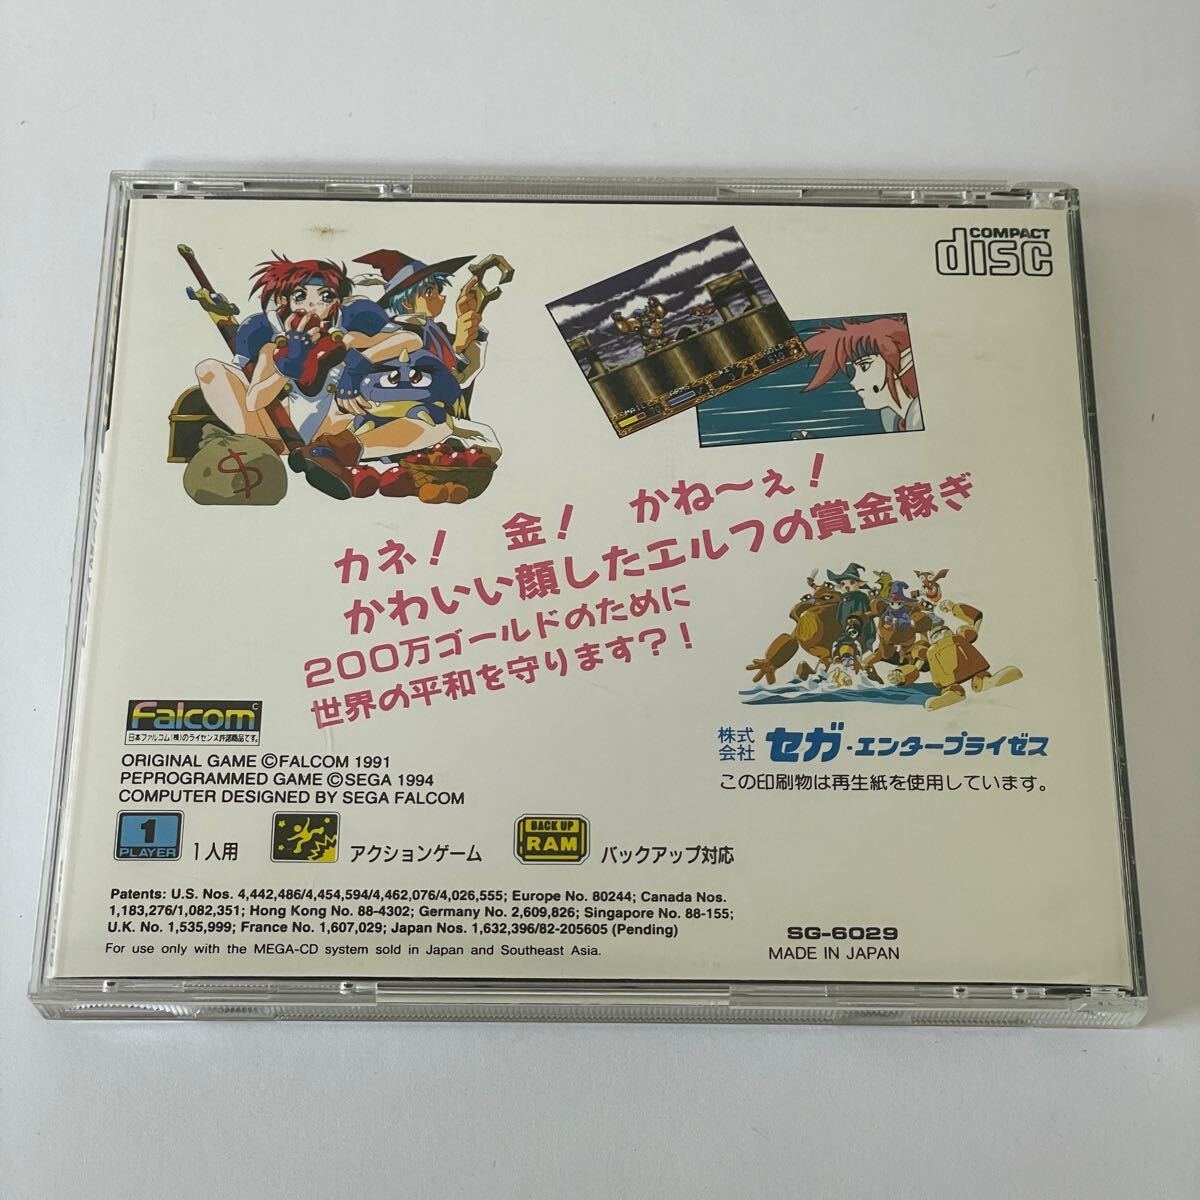 COMPACT
disc
カネ! 金! かね〜ぇ!
かわいい顔したエルフの賞金稼ぎ
200万ゴールドのために
世界の平和を守ります?!
Falcom
日本ファルコム(株)のライセンス許諾商品です。
ORIGINAL GAME ©FALCOM 1991
PEPROGRAMMED GAME ©SEGA 1994
COMPUTER DESIGNED BY SEGA FALCOM
株式会社 セガ・エンタープライゼス
この印刷物は再生紙を使用しています。
1 PLAYER 1人用
アクションゲーム
BACK UP RAM バックアップ対応
Patents: U.S. Nos. 4,442,486/4,454,594/4,462,076/4,026,555; Europe No. 80244; Canada Nos.
1,183,276/1,082,351; Hong Kong No. 88-4302; Germany No. 2,609,826; Singapore No. 88-155;
U.K. No. 1,535,999; France No. 1,607,029; Japan Nos. 1,632,396/82-205605 (Pending)
For use only with the MEGA-CD system sold in Japan and Southeast Asia.
SG-6029
MADE IN JAPAN